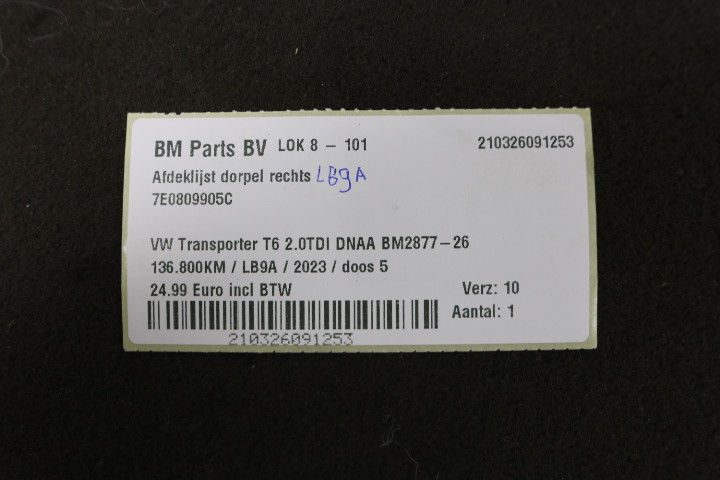 BM Parts BV LOK 8 - 101 210326091253
Afdeklijst dorpel rechts LB9A
7E0809905C
VW Transporter T6 2.0TDI DNAA BM2877-26
136.800KM / LB9A / 2023 / doos 5
24.99 Euro incl BTW Verz: 10
Aantal: 1
210326091253